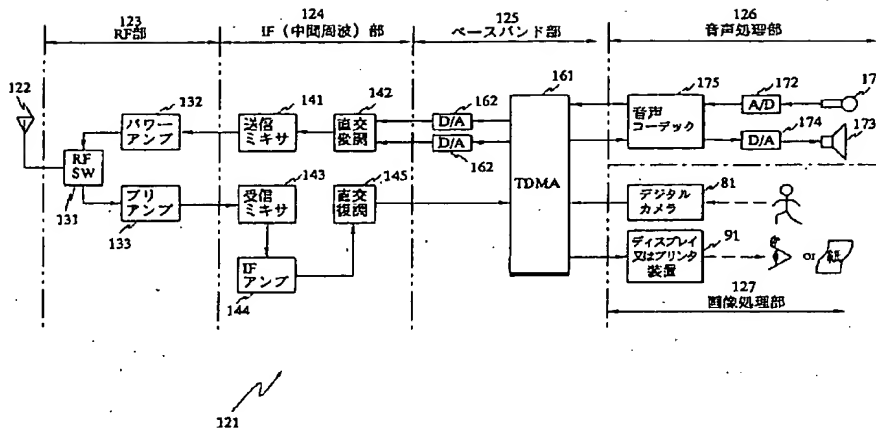 123
RF部
124
IF(中間周波)部
125
ベースバンド部
126
音声処理部
122
132
パワー
アンプ
141
送信
ミキサ
142
直交
162
D/A
D/A
162
161
TDMA
175
音声
コーデック
172
A/D
17
174
D/A
173
RF
SW
131
プリ
アンプ
133
143
受信
ミキサ
145
直交
IF
アンプ
144
81
デジタル
カメラ
91
ディスプレイ
又はプリンタ
装置
or
紙
127
画像処理部
121